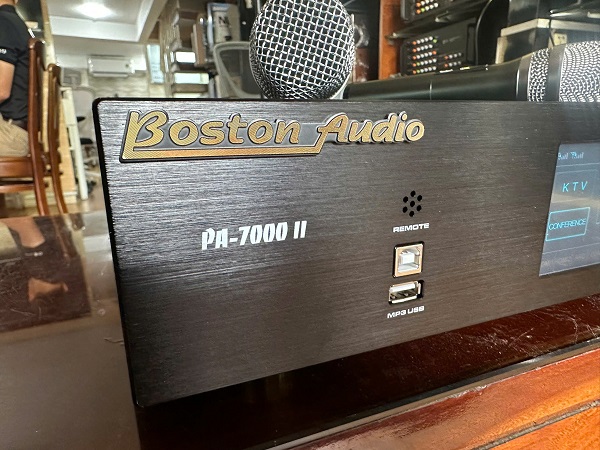 Boston Audio
PA-7000 II
REMOTE
MP3 USB
KTV
CONFERENCE